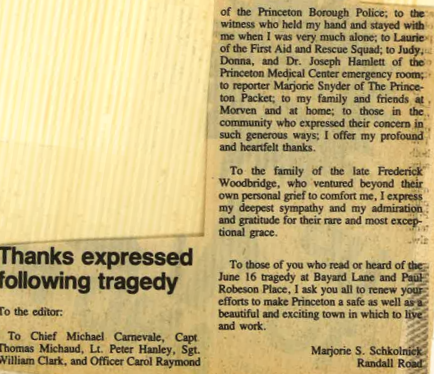 Thanks expressed
following tragedy
To the editor:
To Chief Michael Carnevale, Capt
Thomas Michaud, Lt. Peter Hanley, Sgt.
William Clark, and Officer Carol Raymond
of the Princeton Borough Police; to the
witness who held my hand and stayed with
me when I was very much alone; to Laurie
of the First Aid and Rescue Squad; to Judy,
Donna, and Dr. Joseph Hamlett of the
Princeton Medical Center emergency room;
to reporter Marjorie Snyder of The Prince-
ton Packet; to my family and friends at
Morven and at home; to those in the
community who expressed their concern in
such generous ways; I offer my profound
and heartfelt thanks.
To the family of the late Frederick
Woodbridge, who ventured beyond their
own personal grief to comfort me, I express
my deepest sympathy and my admiration
and gratitude for their rare and most excep-
tional grace.
To those of you who read or heard of the
June 16 tragedy at Bayard Lane and Paul
Robeson Place, I ask you all to renew your
efforts to make Princeton a safe as well as a
beautiful and exciting town in which to live
and work.
Marjorie S. Schkolnick
Randall Road